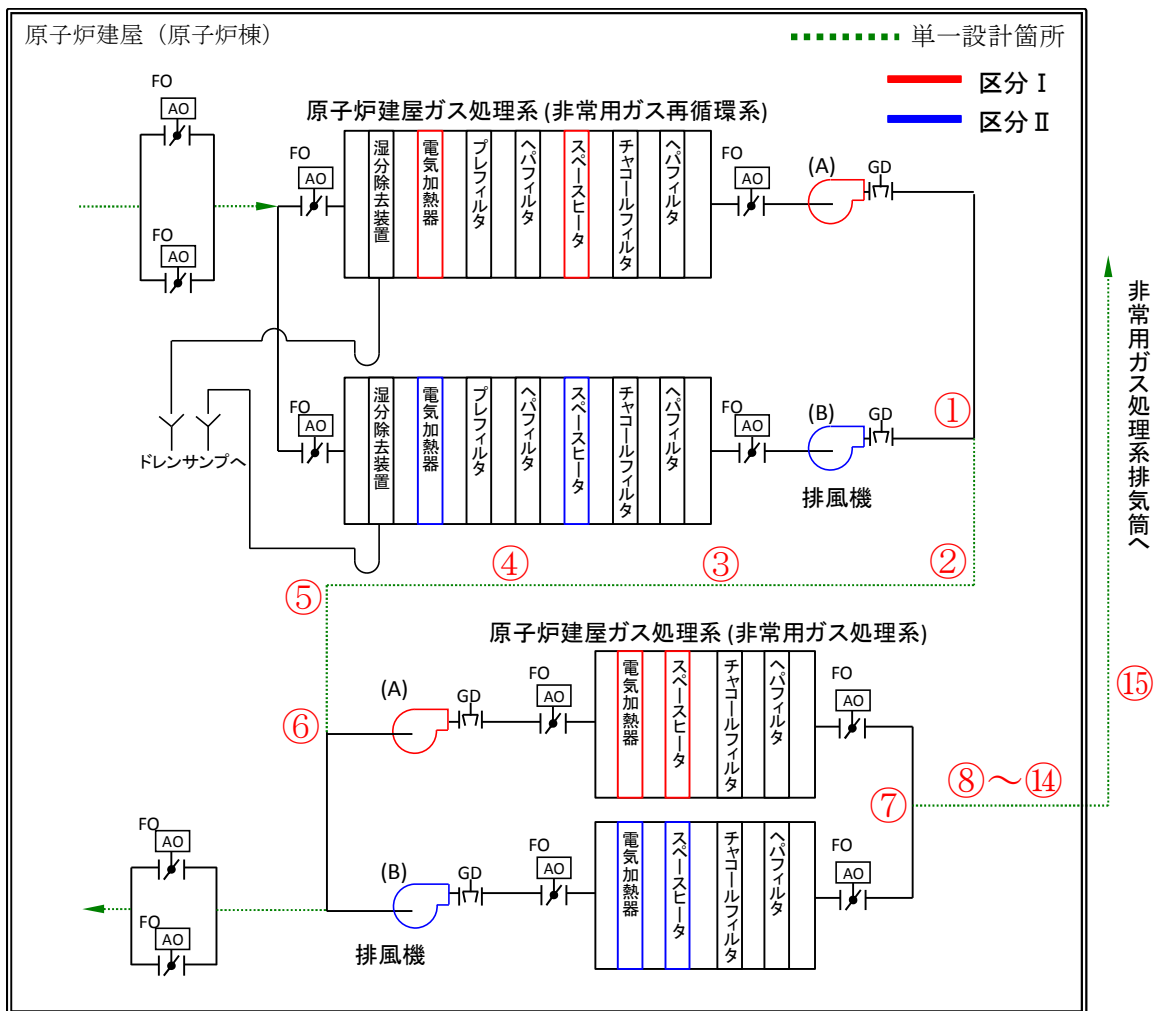 原子炉建屋（原子炉棟）
単一設計箇所
区分Ⅰ
区分Ⅱ
原子炉建屋ガス処理系 (非常用ガス再循環系)
FO
AO
FO
AO
FO
AO
湿分除去装置
電気加熱器
プレフィルタ
ヘパフィルタ
スペースヒータ
チャコールフィルタ
ヘパフィルタ
FO
AO
(A)
GD
FO
AO
湿分除去装置
電気加熱器
プレフィルタ
ヘパフィルタ
スペースヒータ
チャコールフィルタ
ヘパフィルタ
FO
AO
(B)
GD
排風機
ドレンサンプへ
①
②
③
④
⑤
⑥
原子炉建屋ガス処理系 (非常用ガス処理系)
(A)
GD
FO
AO
電気加熱器
スペースヒータ
チャコールフィルタ
ヘパフィルタ
FO
AO
(B)
GD
FO
AO
電気加熱器
スペースヒータ
チャコールフィルタ
ヘパフィルタ
FO
AO
排風機
FO
AO
FO
AO
⑦
⑧～⑭
⑮
非常用ガス処理系排気筒へ